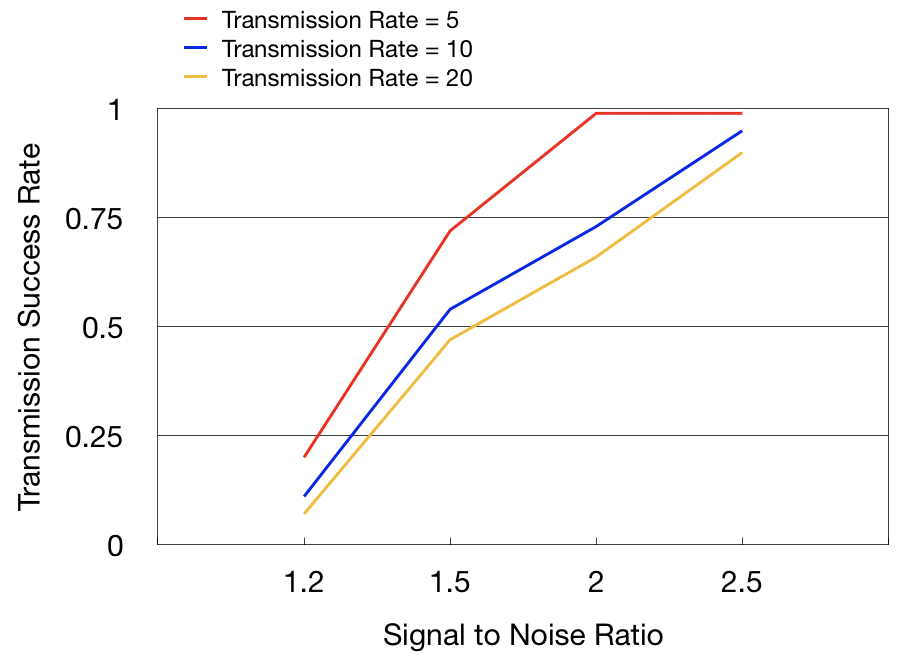 Transmission Rate = 5
Transmission Rate = 10
Transmission Rate = 20
Transmission Success Rate
1
0.75
0.5
0.25
0
1.2 1.5 2 2.5
Signal to Noise Ratio